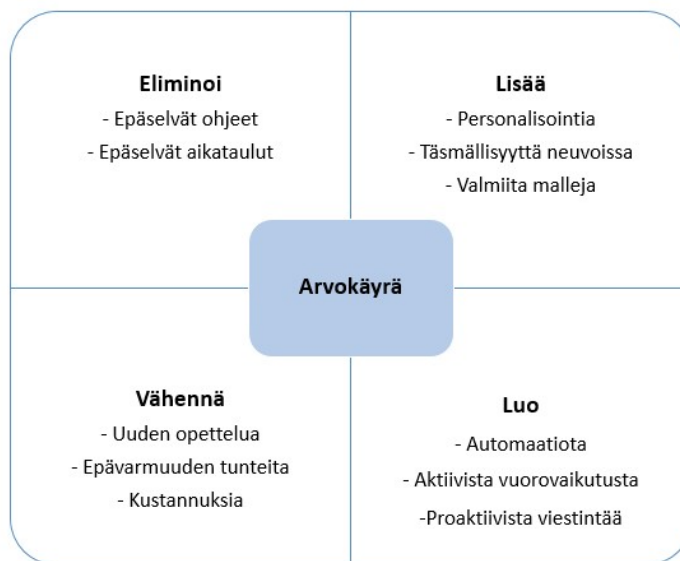 Eliminoi
- Epäselvät ohjeet
- Epäselvät aikataulut
Lisää
- Personalisointia
- Täsmällisyyttä neuvoissa
- Valmiita malleja
Arvokäyrä
Vähennä
- Uuden opettelua
- Epävarmuuden tunteita
- Kustannuksia
Luo
- Automaatiota
- Aktiivista vuorovaikutusta
-Proaktiivista viestintää